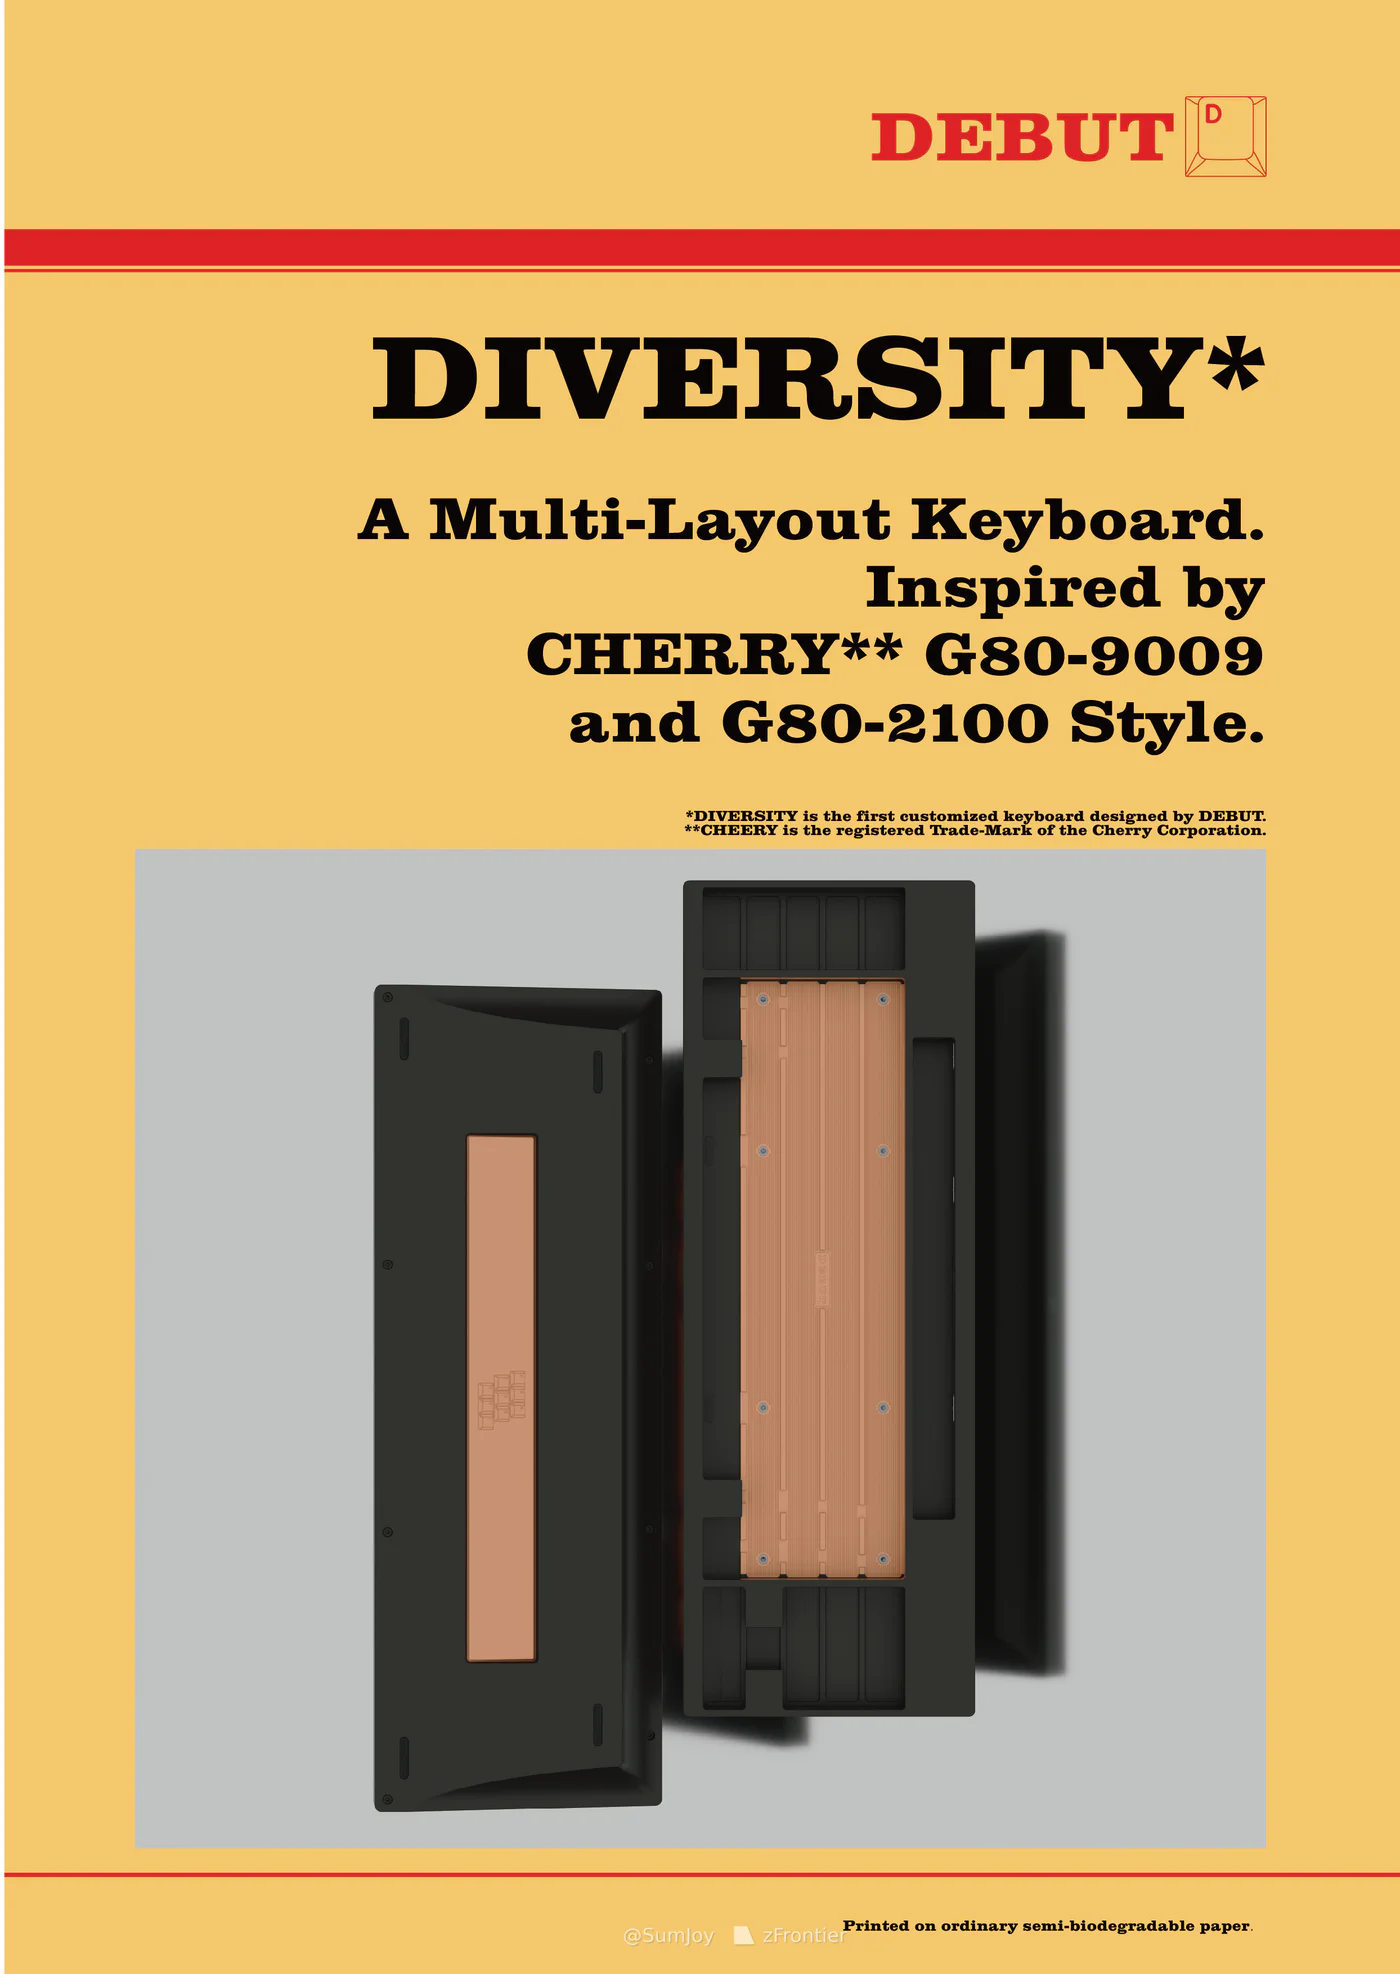 DEBUT D
DIVERSITY*
A Multi-Layout Keyboard.
Inspired by
CHERRY** G80-9009
and G80-2100 Style.
*DIVERSITY is the first customized keyboard designed by DEBUT.
**CHEERY is the registered Trade-Mark of the Cherry Corporation.
Printed on ordinary semi-biodegradable paper.
@SumJoy zFrontier